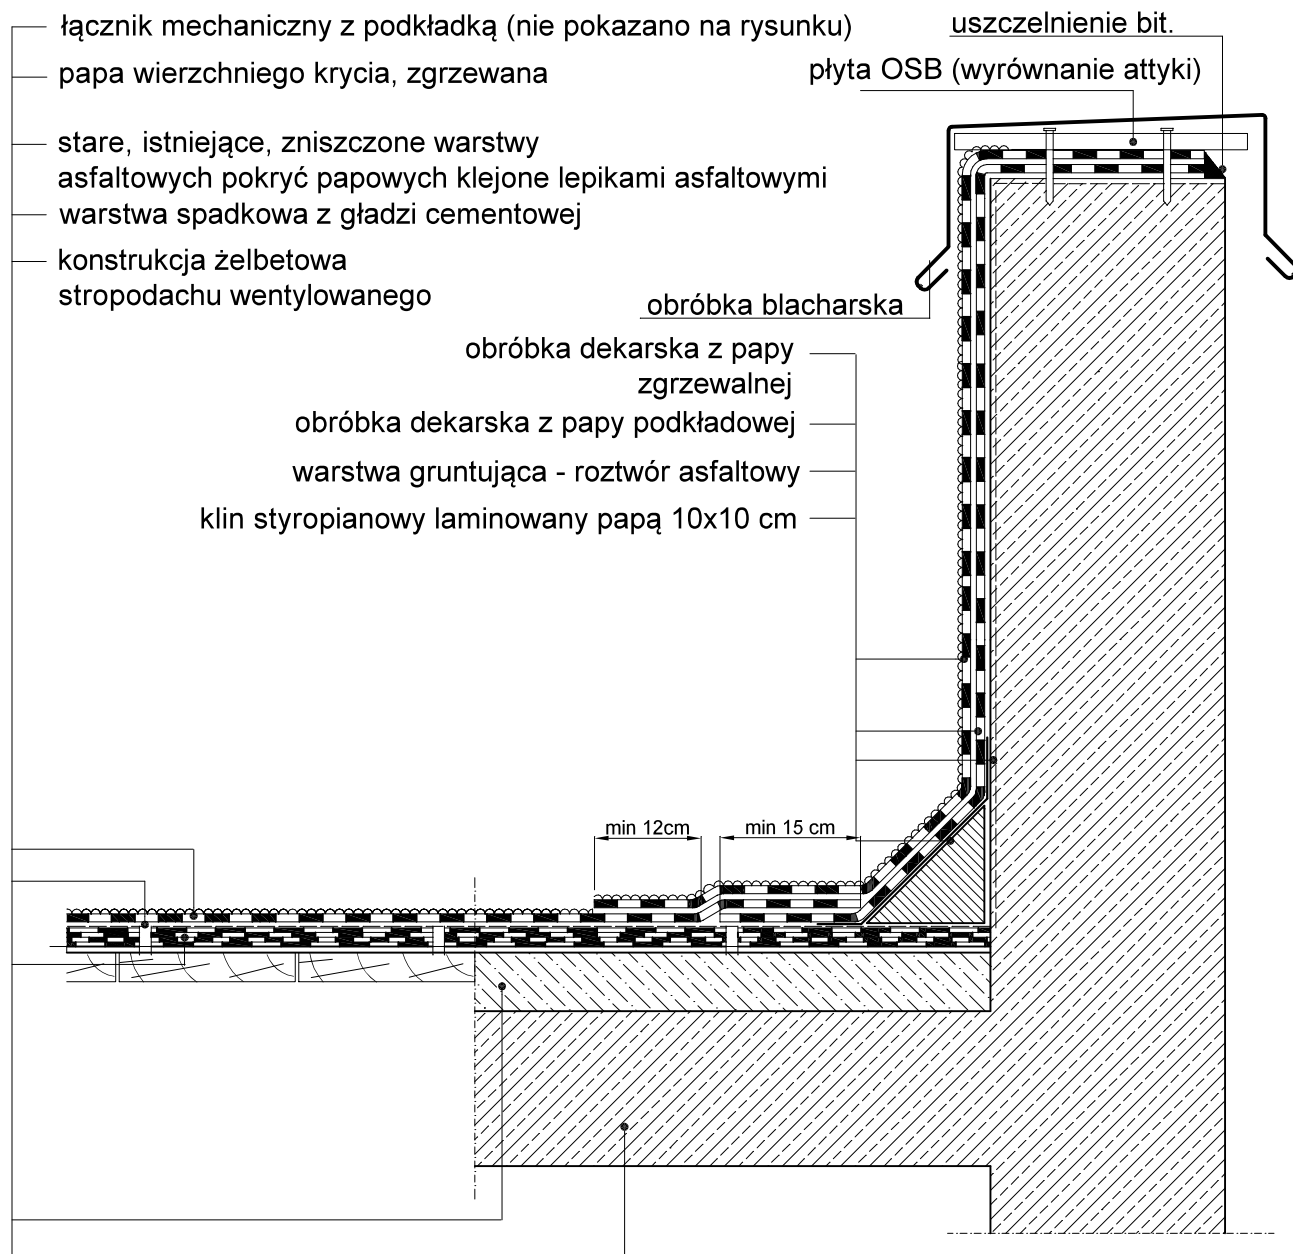 łącznik mechaniczny z podkładką (nie pokazano na rysunku)
papa wierzchniego krycia, zgrzewana
stare, istniejące, zniszczone warstwy
asfaltowych pokryć papowych klejone lepikami asfaltowymi
warstwa spadkowa z gładzi cementowej
konstrukcja żelbetowa
stropodachu wentylowanego
uszczelnienie bit.
płyta OSB (wyrównanie attyki)
obróbka blacharska
obróbka dekarska z papy
zgrzewalnej
obróbka dekarska z papy podkładowej
warstwa gruntująca - roztwór asfaltowy
klin styropianowy laminowany papą 10x10 cm
min 12cm
min 15 cm